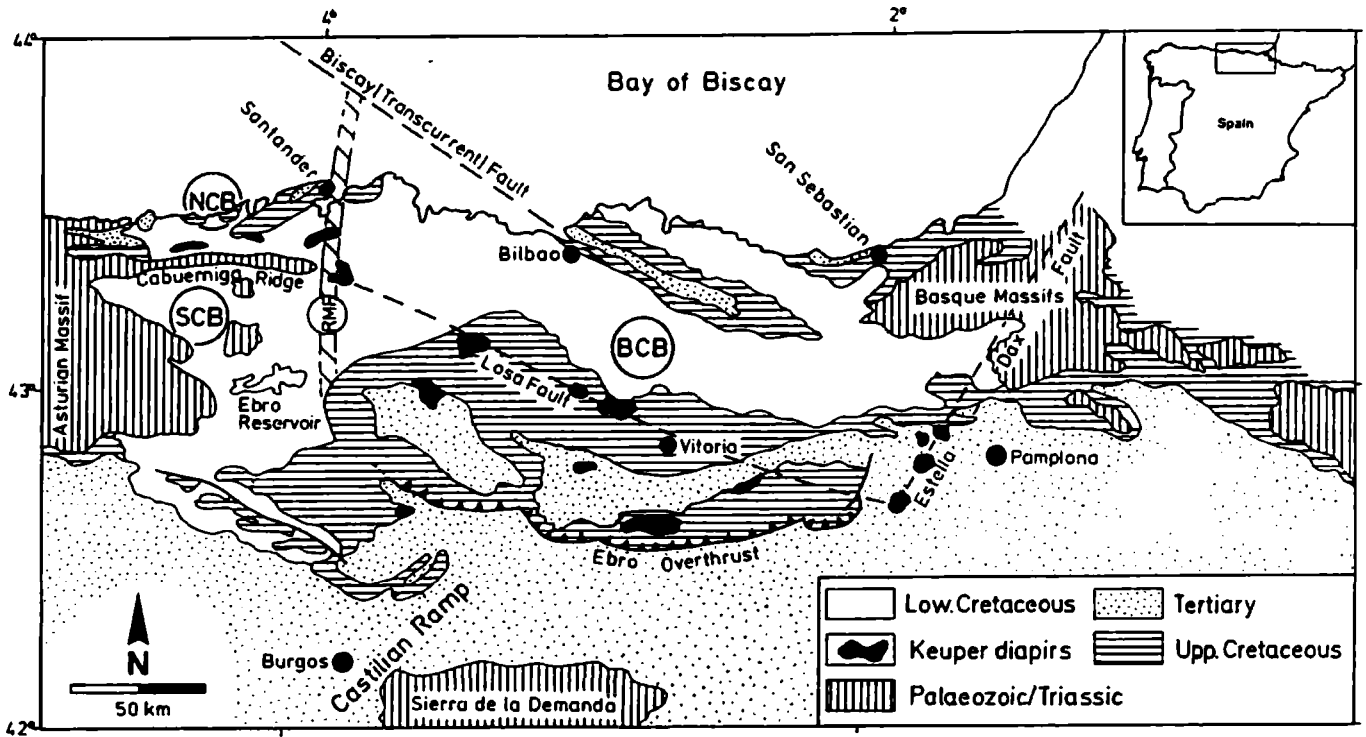 4°
2°
44°
Biscay/Transcurrent/Fault
Bay of Biscay
Spain
Santander
San Sebastian
NCB
Bilbao
Fault
Cabuerniga Ridge
Basque Massifs
SCB
RMF
BCB
Dax
Asturian Massif
43°
Losa Fault
Ebro
Reservoir
Vitoria
Pamplona
Estella
Ebro Overthrust
Castilian Ramp
N
50 km
Burgos
Sierra de la Demanda
Low. Cretaceous
Tertiary
Keuper diapirs
Upp. Cretaceous
Palaeozoic/Triassic
42°